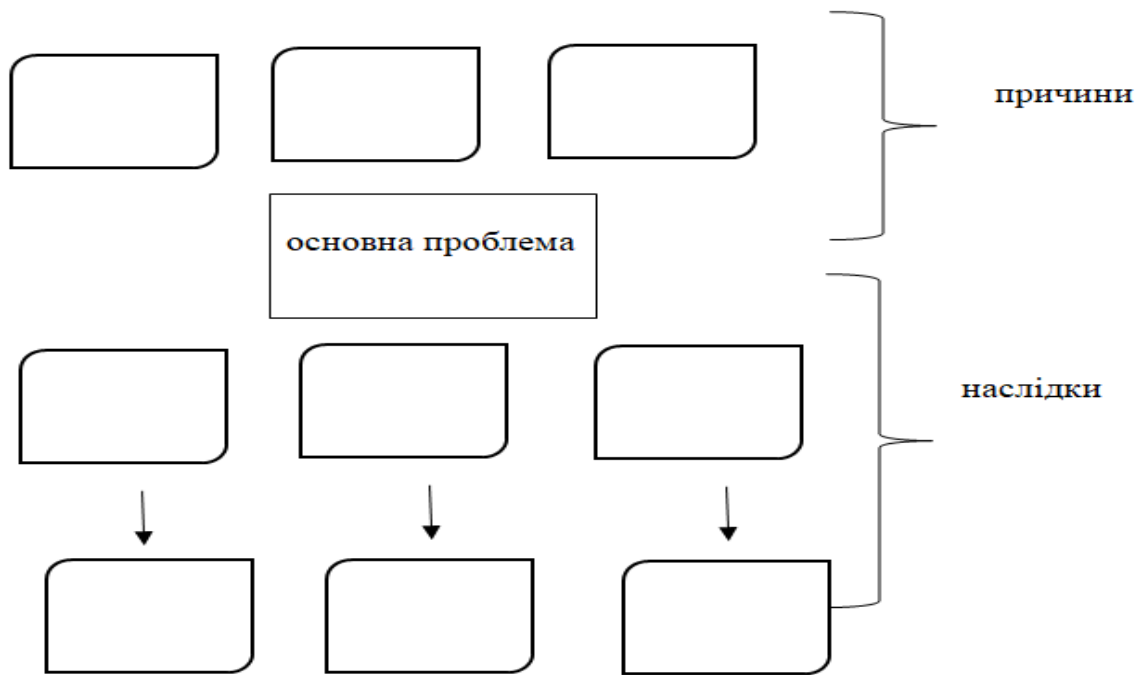 причини
основна проблема
наслідки